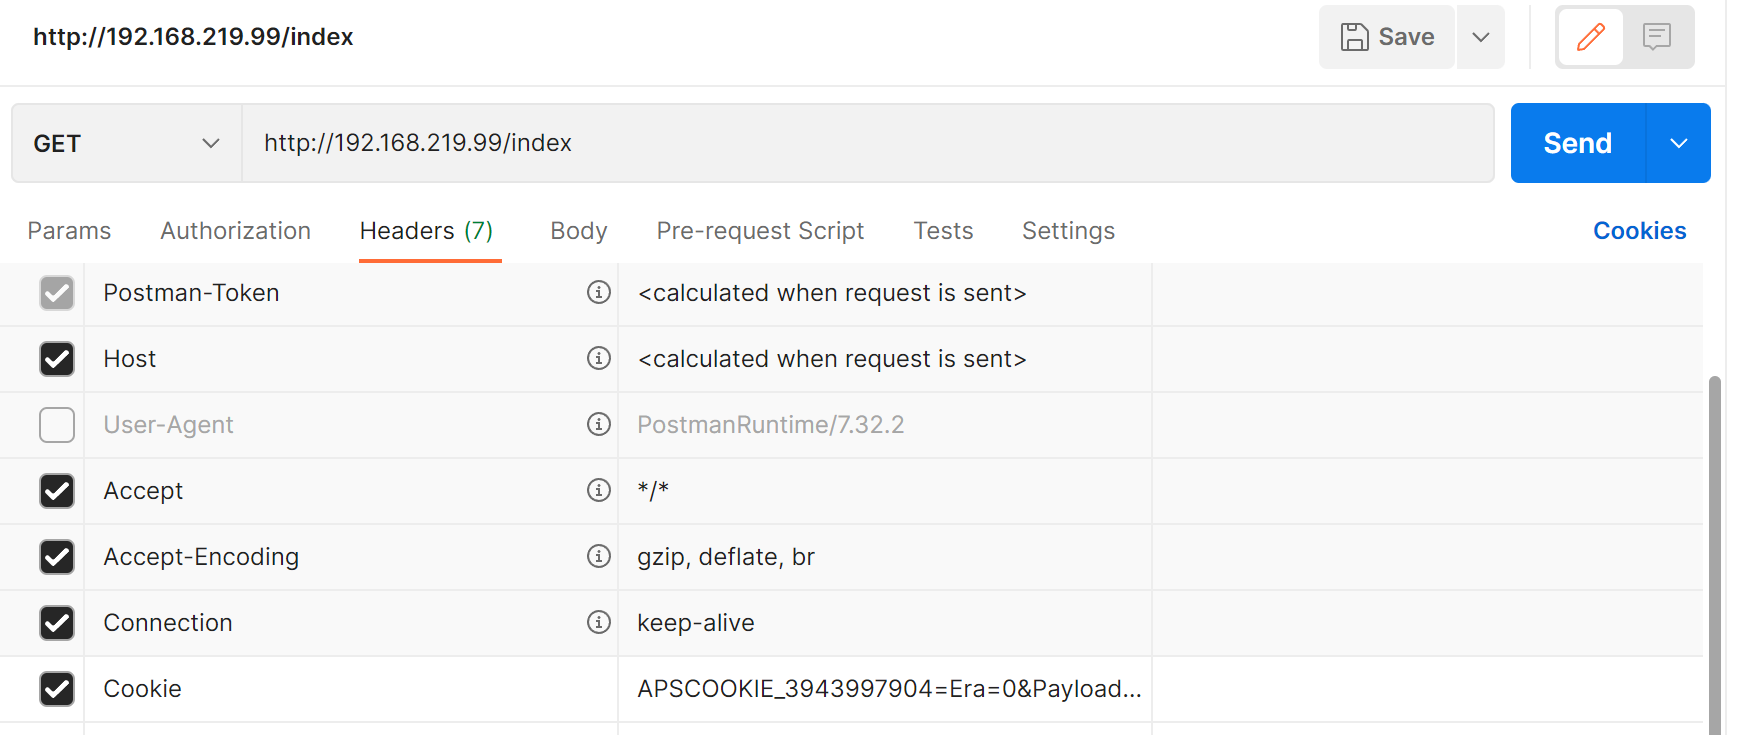 http://192.168.219.99/index
Save
GET
http://192.168.219.99/index
Send
Params Authorization Headers (7) Body Pre-request Script Tests Settings Cookies
Postman-Token <calculated when request is sent>
Host <calculated when request is sent>
User-Agent PostmanRuntime/7.32.2
Accept */*
Accept-Encoding gzip, deflate, br
Connection keep-alive
Cookie APSCOOKIE_3943997904=Era=0&Payload...